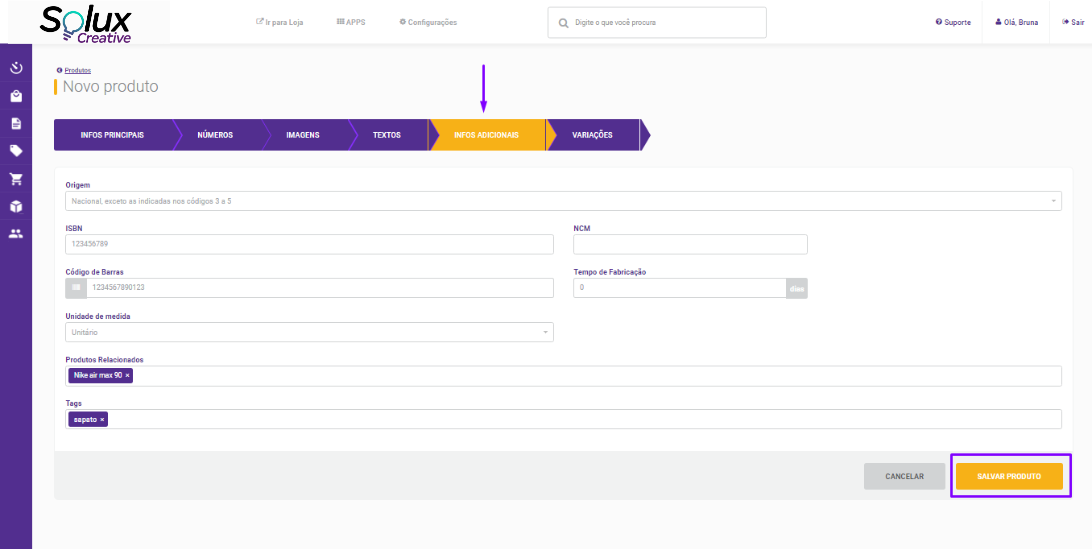 Solux
Creative
Ir para Loja
APPS
Configurações
Digite o que você procura
Suporte
Olá, Bruna
Sair
Produtos
Novo produto
INFOS PRINCIPAIS
NÚMEROS
IMAGENS
TEXTOS
INFOS ADICIONAIS
VARIAÇÕES
Origem
Nacional, exceto as indicadas nos códigos 3 a 5
ISBN
NCM
123456789
Código de Barras
Tempo de Fabricação
1234567890123
0
dias
Unidade de medida
Unitário
Produtos Relacionados
Nike air max 90 ×
Tags
sapato ×
CANCELAR
SALVAR PRODUTO